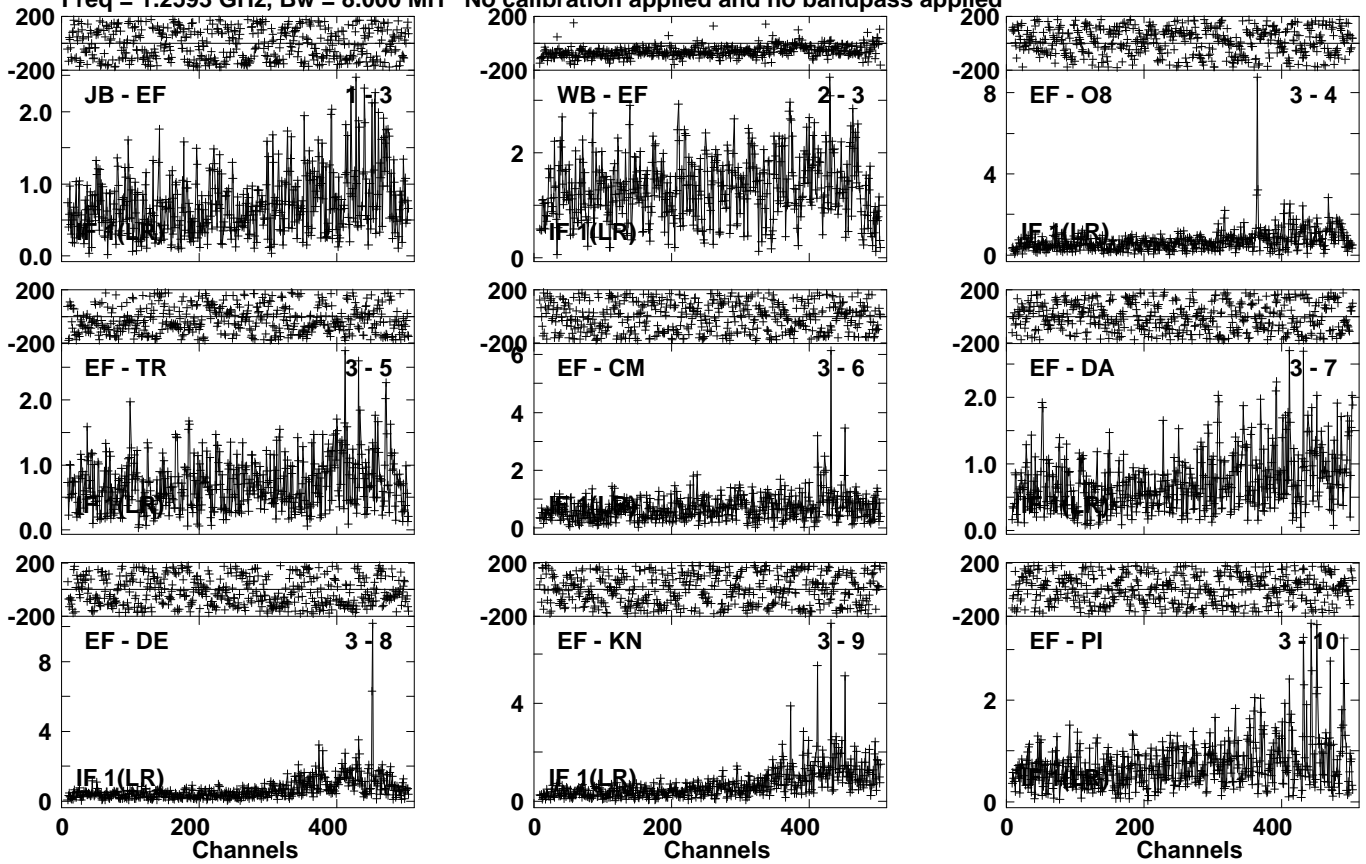 Freq = 1.2593 GHz, Bw = 8.000 MH No calibration applied and no bandpass applied
200 200 200
-200 -200 -200
JB - EF 1 - 3 WB - EF 2 - 3 EF - O8 3 - 4
2.0 8
2
1.0 4
IF 1(LR) IF 1(LR) IF 1(LR)
0.0 0 0
200 200 200
-200 -200 -200
6
EF - TR 3 - 5 EF - CM 3 - 6 EF - DA 3 - 7
2.0 4 2.0
1.0 2 1.0
IF 1(LR) IF 1(LR) IF 1(LR)
0.0 0 0.0
200 200 200
-200 -200 -200
EF - DE 3 - 8 EF - KN 3 - 9 EF - PI 3 - 10
8
4 4 2
IF 1(LR) IF 1(LR) IF 1(LR)
0 0 0
0 200 400 0 200 400 0 200 400
Channels Channels Channels